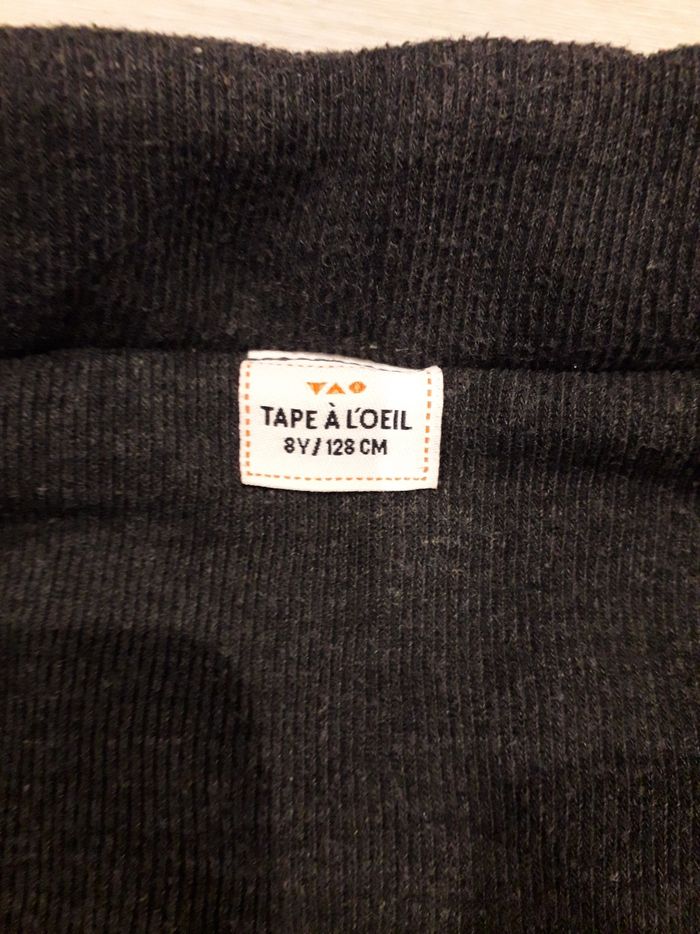 TAO
TAPE À L'OEIL
8Y/128 CM